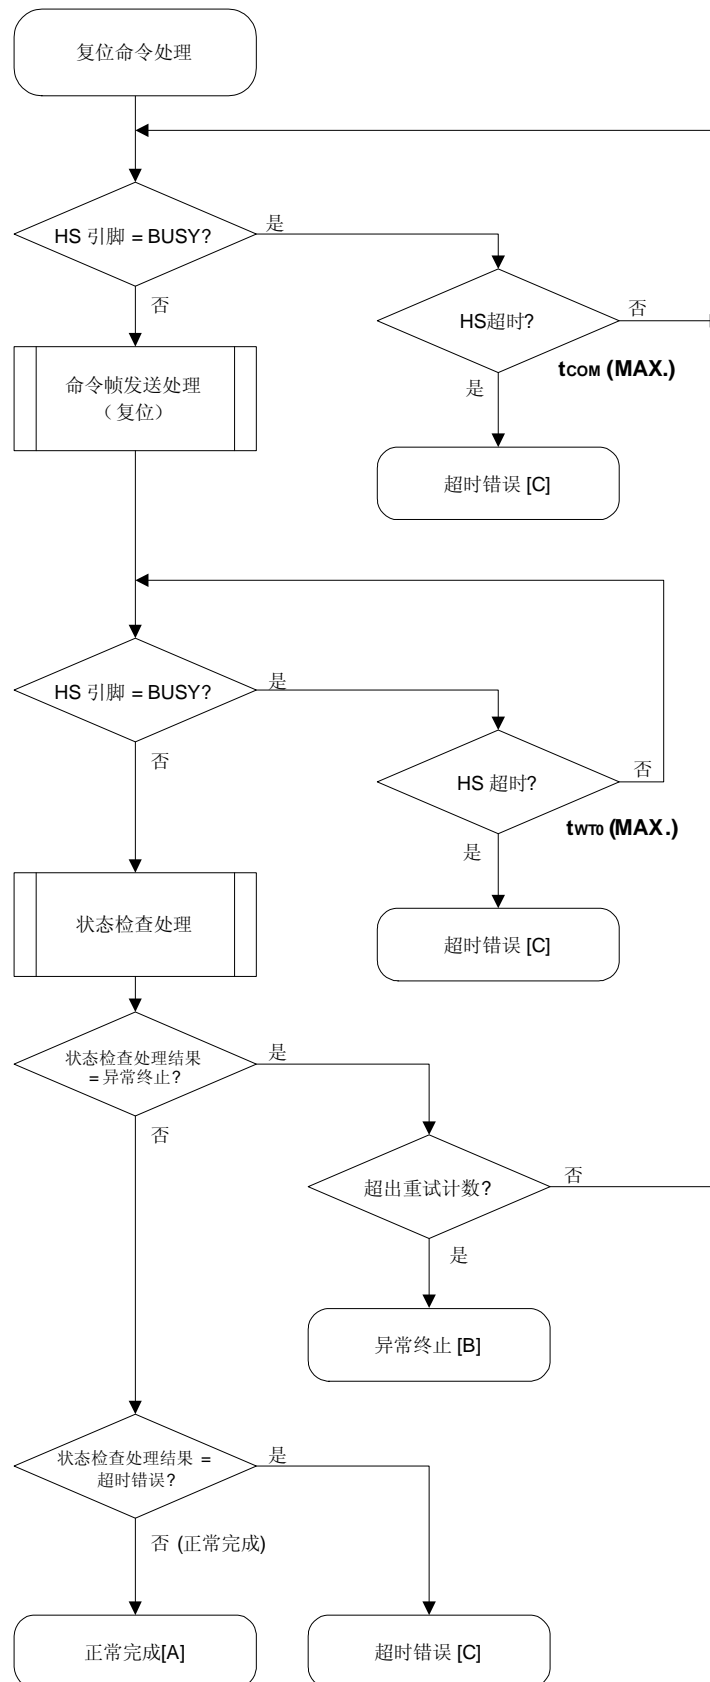 复位命令处理
HS 引脚 = BUSY?
是
否
HS超时?
否
tCOM (MAX.)
是
命令帧发送处理
（复位）
超时错误 [C]
HS 引脚 = BUSY?
是
否
HS 超时?
否
tWT0 (MAX.)
是
状态检查处理
超时错误 [C]
状态检查处理结果
= 异常终止?
是
否
超出重试计数?
否
是
异常终止 [B]
状态检查处理结果 =
超时错误?
是
否 (正常完成)
正常完成[A]
超时错误 [C]